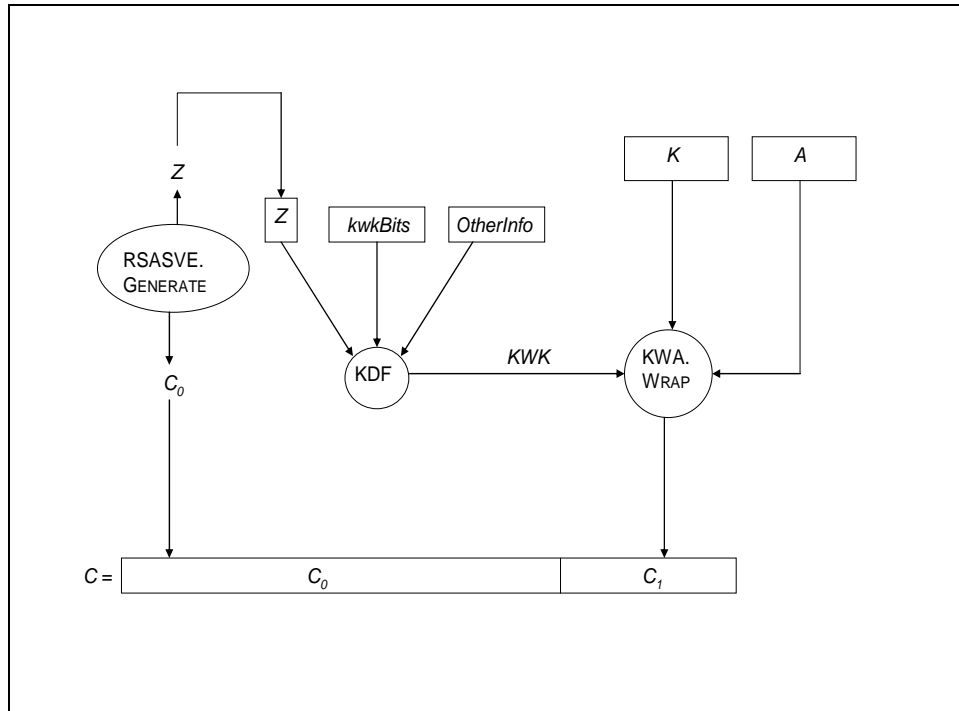 K
A
Z
Z
kwkBits
OtherInfo
RSASVE.
GENERATE
KDF
KWK
KWA.
WRAP
C₀
C =
C₀
C₁